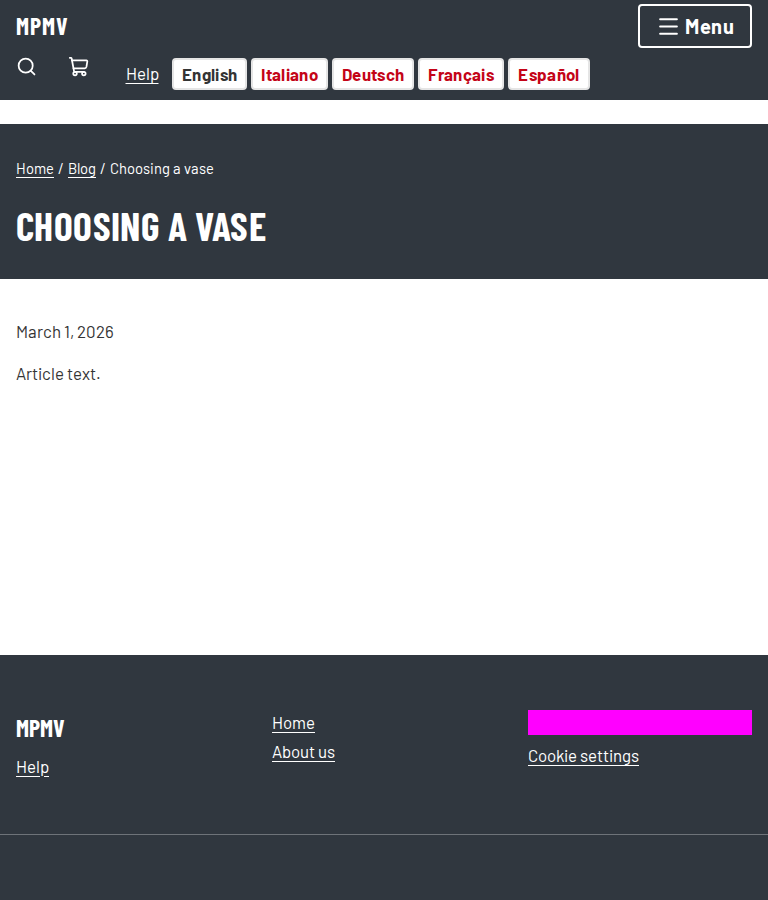 MPMV
Menu
Help English Italiano Deutsch Français Español
Home / Blog / Choosing a vase
CHOOSING A VASE
March 1, 2026
Article text.
MPMV
Help
Home
About us
Cookie settings